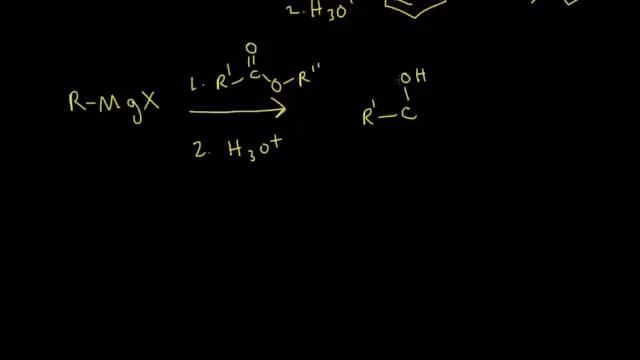 2. H3O+
O
1. R' C O R"
R-MgX
2. H3O+
OH
R'-C